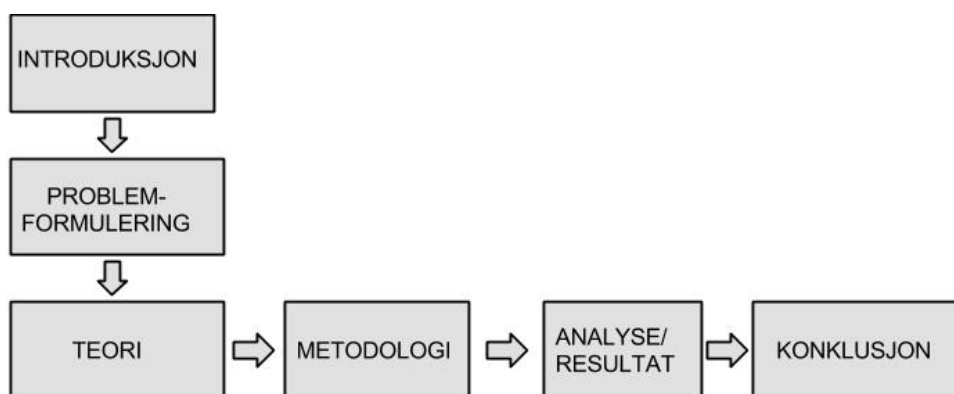 INTRODUKSJON
PROBLEM-
FORMULERING
TEORI
METODOLOGI
ANALYSE/
RESULTAT
KONKLUSJON